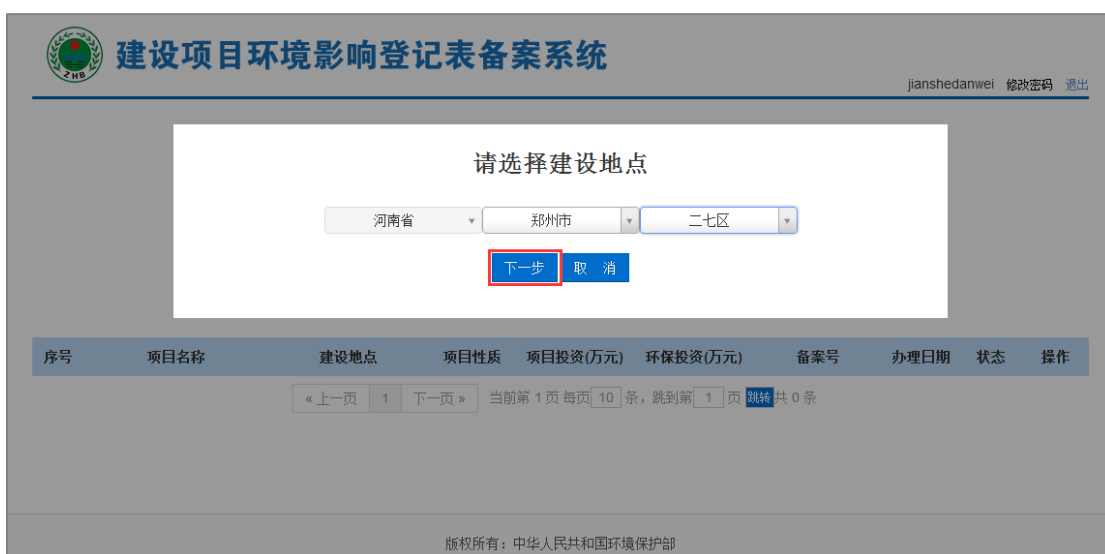 建设项目环境影响登记表备案系统
ZHB
jianshedanwei 修改密码 退出
请选择建设地点
河南省 郑州市 二七区
下一步 取 消
序号 项目名称 建设地点 项目性质 项目投资(万元) 环保投资(万元) 备案号 办理日期 状态 操作
«上一页 1 下一页» 当前第 1 页 每页 10 条，跳到第 1 页 跳转 共 0 条
版权所有：中华人民共和国环境保护部